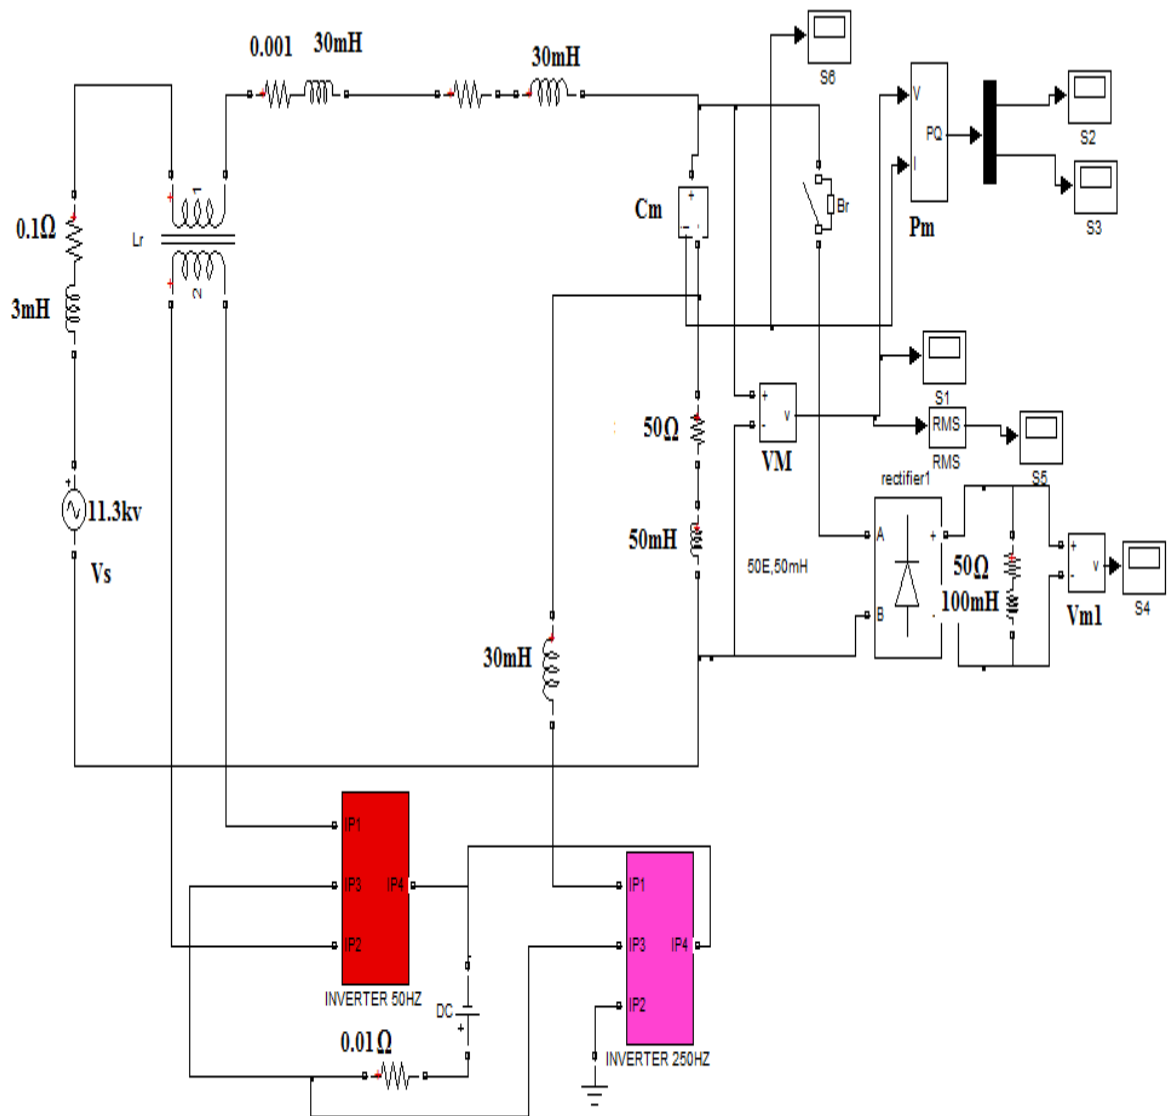 0.001
30mH
30mH
S6
V
PQ
I
Pm
S2
S3
0.1Ω
3mH
Lr
1
2
Cm
Br
S1
RMS
RMS
S5
50Ω
VM
v
50mH
50E,50mH
rectifier1
A
B
+
-
50Ω
100mH
v
Vm1
S4
11.3kv
Vs
30mH
IP1
IP3
IP4
IP2
INVERTER 50HZ
DC
0.01Ω
IP1
IP3
IP4
IP2
INVERTER 250HZ